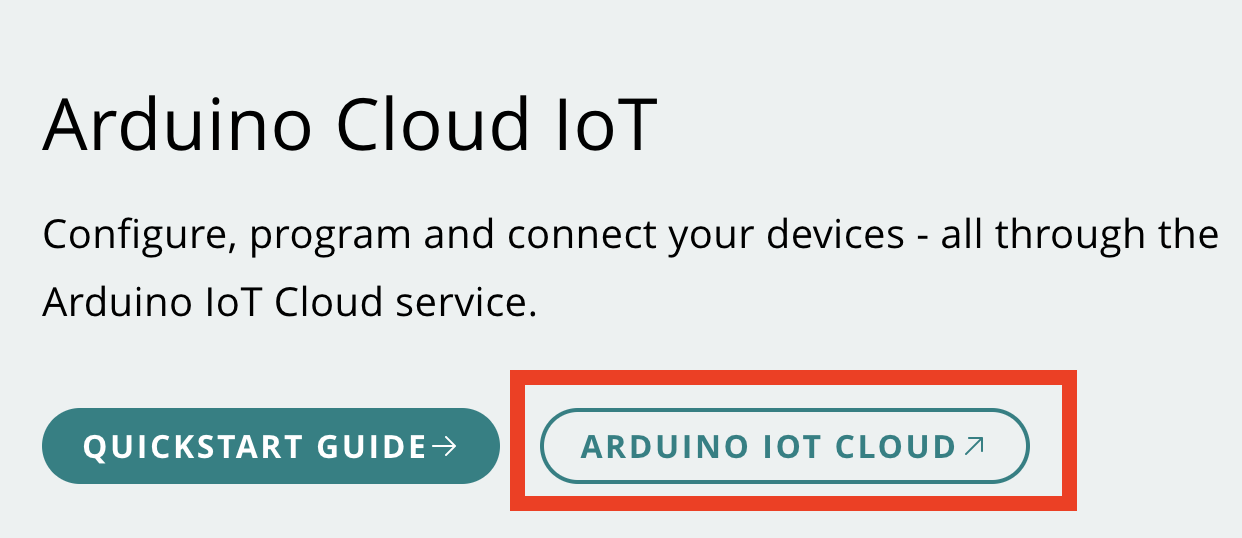 Arduino Cloud IoT
Configure, program and connect your devices - all through the
Arduino IoT Cloud service.
QUICKSTART GUIDE→ ARDUINO IOT CLOUD↗